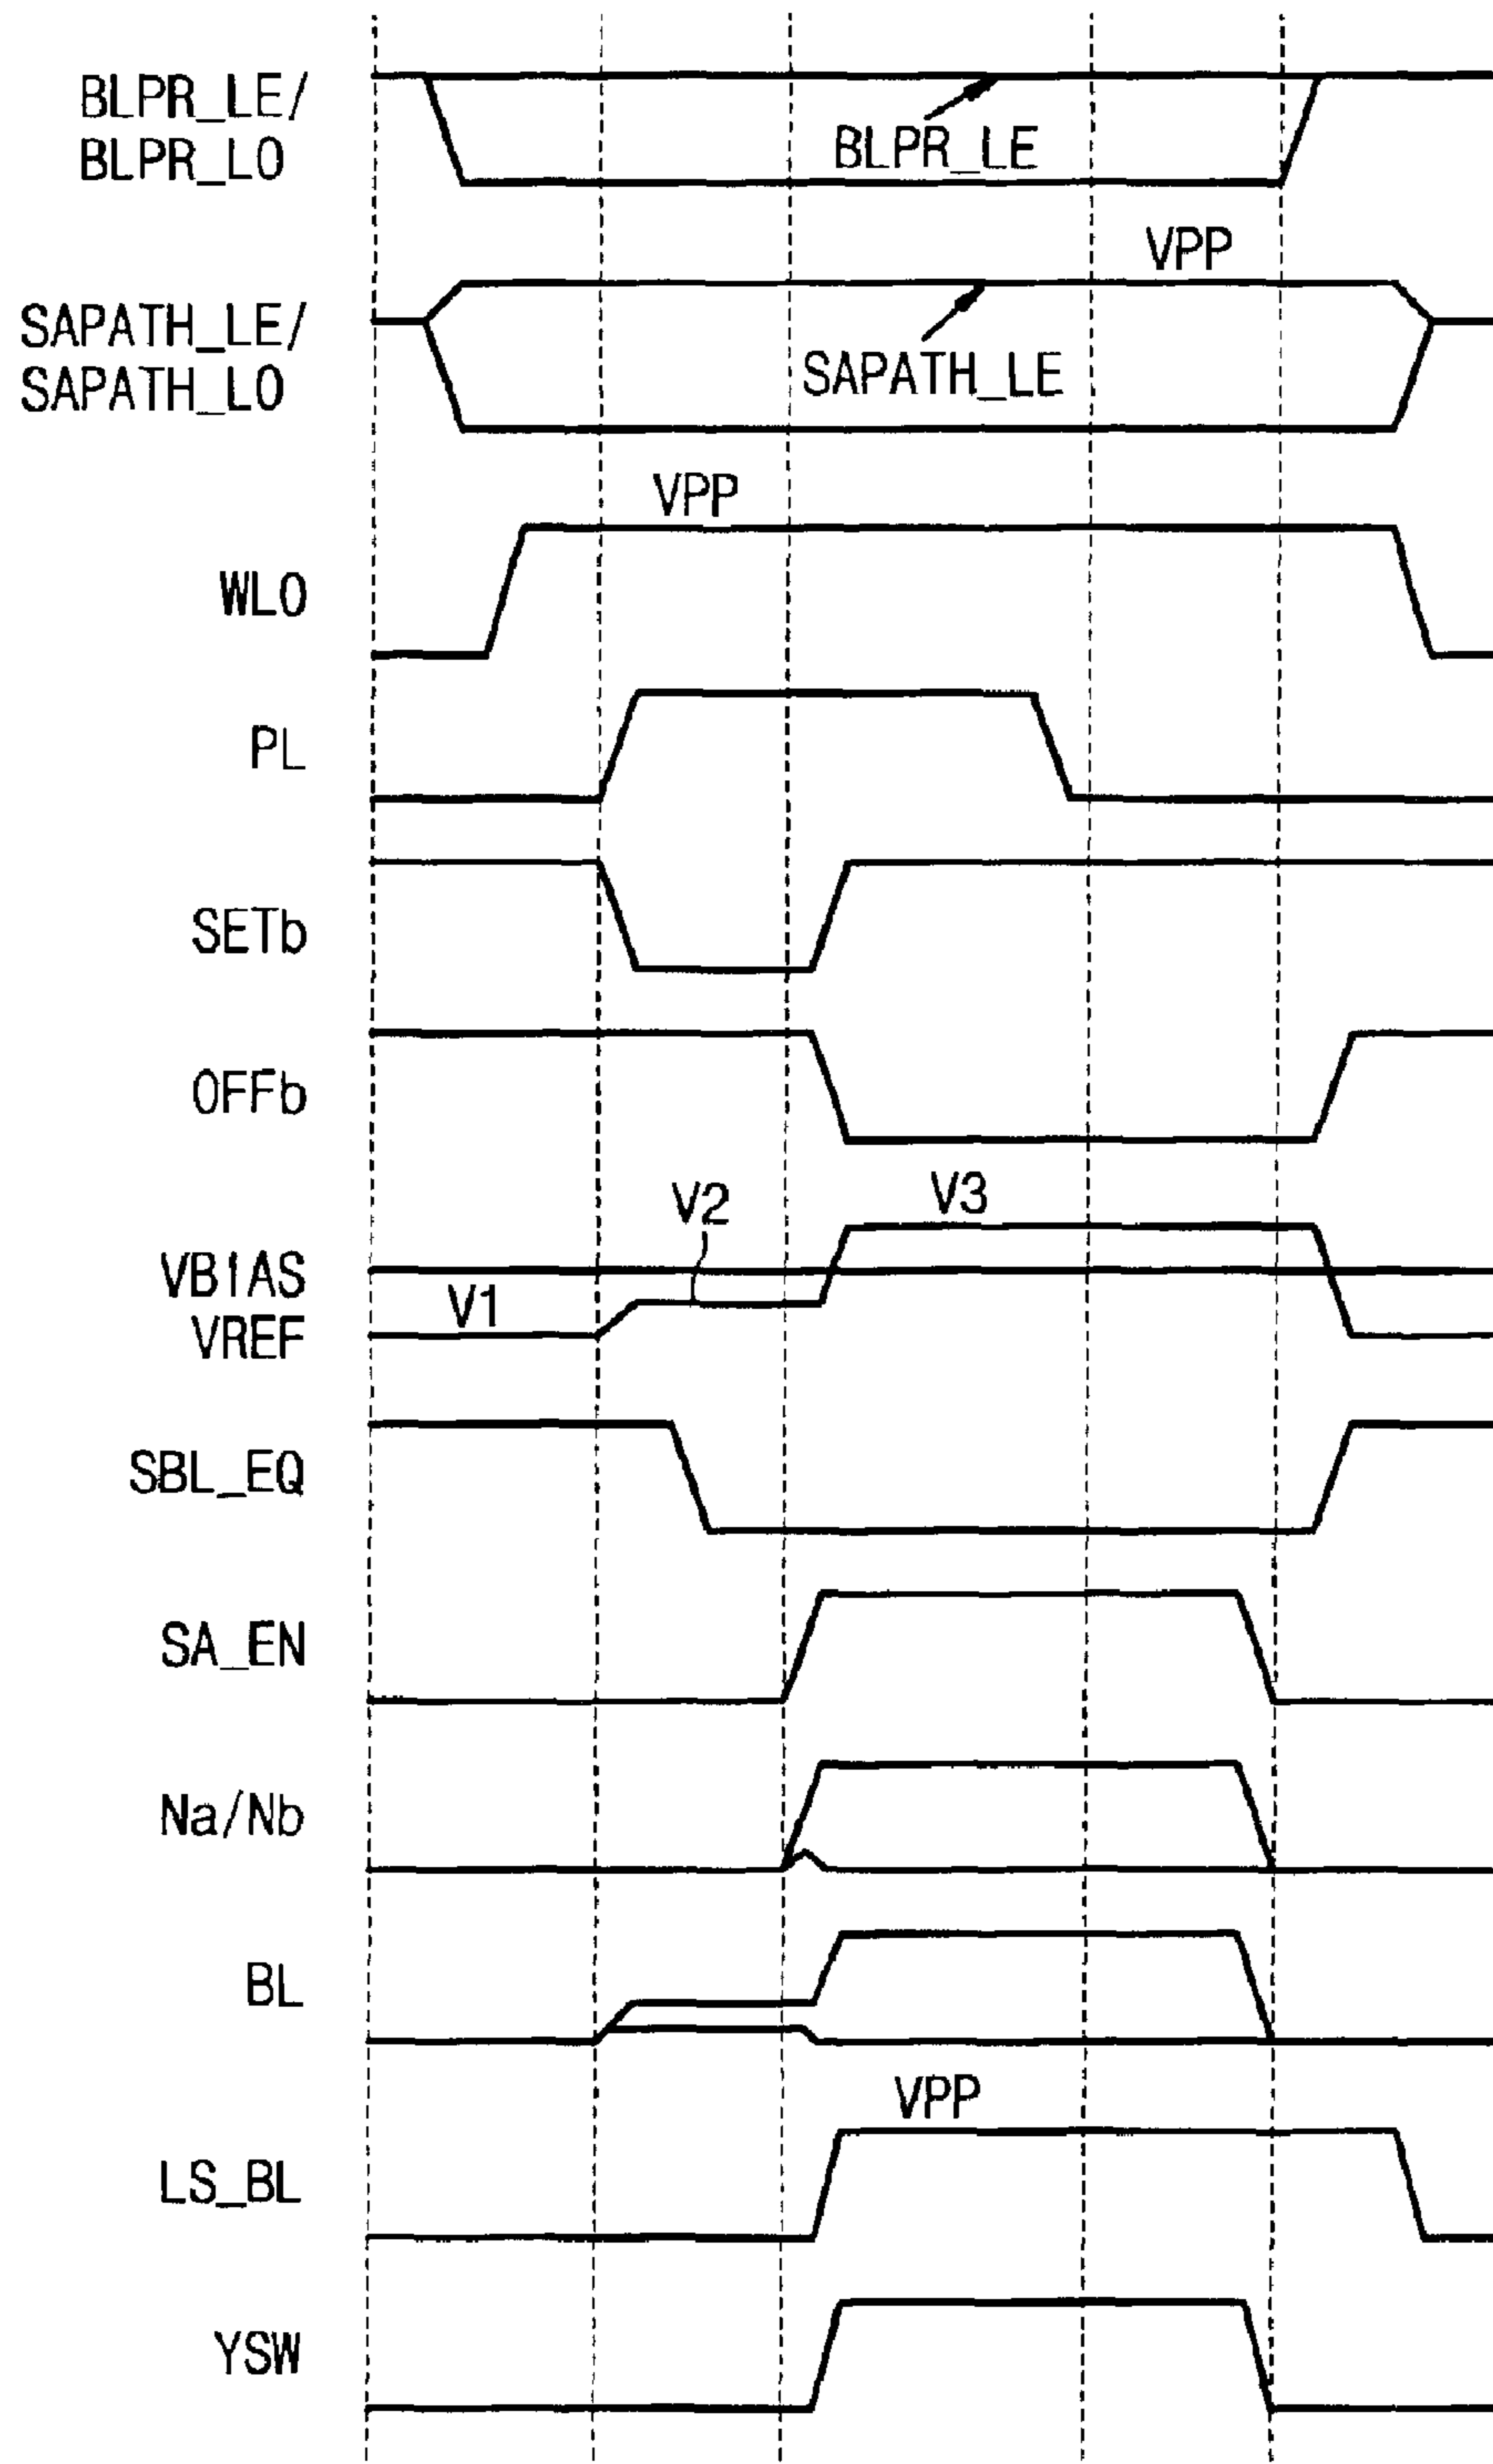 BLPR_LE/
BLPR_LO
BLPR_LE
VPP
SAPATH_LE/
SAPATH_LO
SAPATH_LE
VPP
WLO
PL
SETb
OFFb
V2
V3
VBIAS
V1
VREF
SBL_EQ
SA_EN
Na/Nb
BL
VPP
LS_BL
YSW